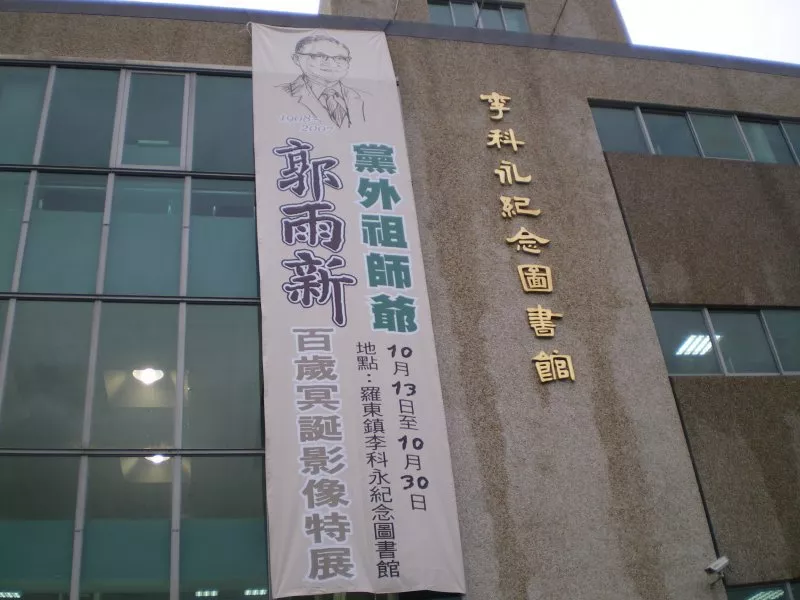 1908~
2007
黨外祖師爺
郭雨新
百歲冥誕影像特展
10月13日至10月30日
地點：羅東鎮李科永紀念圖書館
李科永紀念圖書館